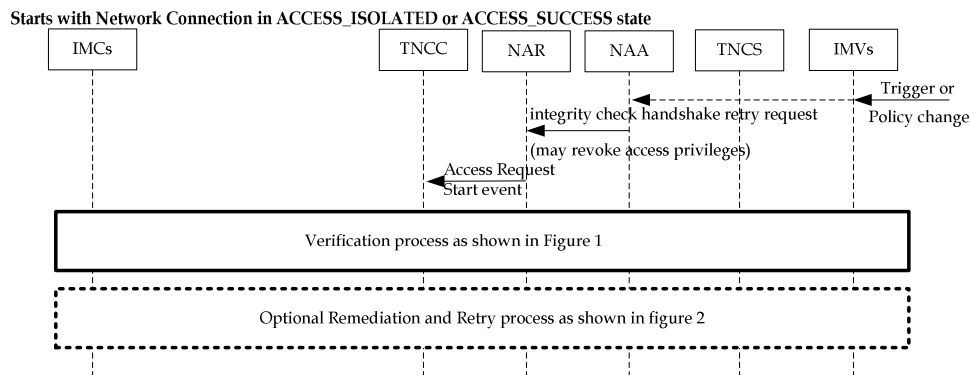 Starts with Network Connection in ACCESS_ISOLATED or ACCESS_SUCCESS state
IMCs
TNCC
NAR
NAA
TNCS
IMVs
Trigger or
Policy change
integrity check handshake retry request
(may revoke access privileges)
Access Request
Start event
Verification process as shown in Figure 1
Optional Remediation and Retry process as shown in figure 2